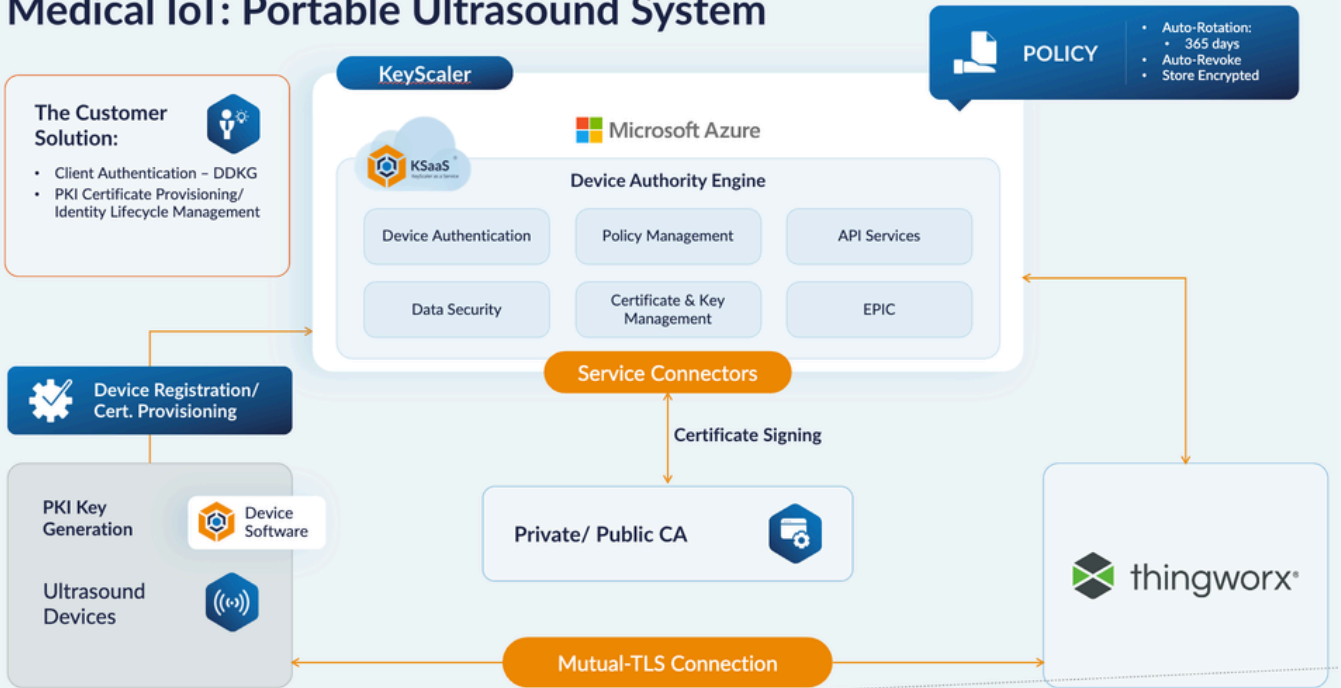 Medical IoT: Portable Ultrasound System
POLICY
• Auto-Rotation:
• 365 days
• Auto-Revoke
• Store Encrypted
KeyScaler
The Customer
Solution:
• Client Authentication – DDKG
• PKI Certificate Provisioning/
Identity Lifecycle Management
KSaaS
KeyScaler as a Service
Microsoft Azure
Device Authority Engine
Device Authentication
Policy Management
API Services
Data Security
Certificate & Key
Management
EPIC
Service Connectors
Device Registration/
Cert. Provisioning
Certificate Signing
PKI Key
Generation
Device
Software
Ultrasound
Devices
Private/ Public CA
thingworx®
Mutual-TLS Connection